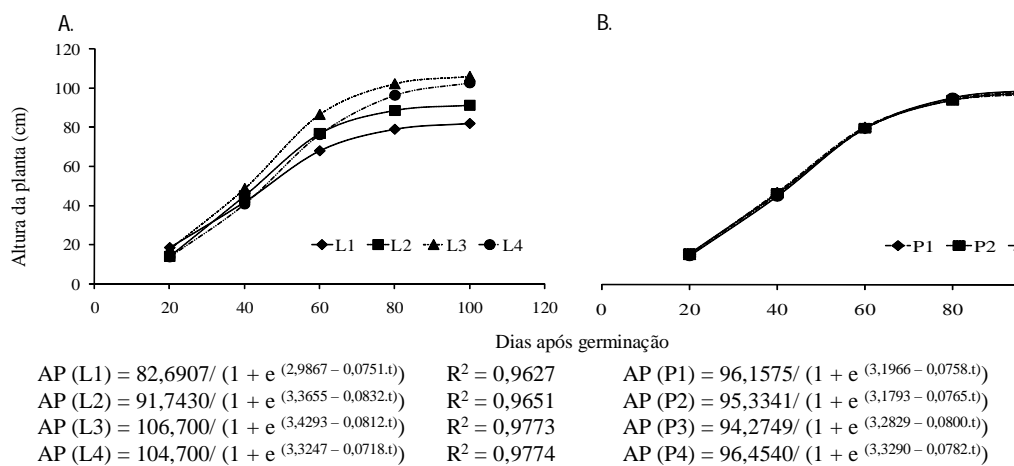 A.
B.
Altura da planta (cm)
120
100
80
60
40
20
0
L1 L2 L3 L4
P1 P2
0 20 40 60 80 100 120
0 20 40 60 80
Dias após germinação
AP (L1) = 82,6907/ (1 + e (2,9867 – 0,0751.t)) R2 = 0,9627 AP (P1) = 96,1575/ (1 + e (3,1966 – 0,0758.t))
AP (L2) = 91,7430/ (1 + e (3,3655 – 0,0832.t)) R2 = 0,9651 AP (P2) = 95,3341/ (1 + e (3,1793 – 0,0765.t))
AP (L3) = 106,700/ (1 + e (3,4293 – 0,0812.t)) R2 = 0,9773 AP (P3) = 94,2749/ (1 + e (3,2829 – 0,0800.t))
AP (L4) = 104,700/ (1 + e (3,3247 – 0,0718.t)) R2 = 0,9774 AP (P4) = 96,4540/ (1 + e (3,3290 – 0,0782.t))